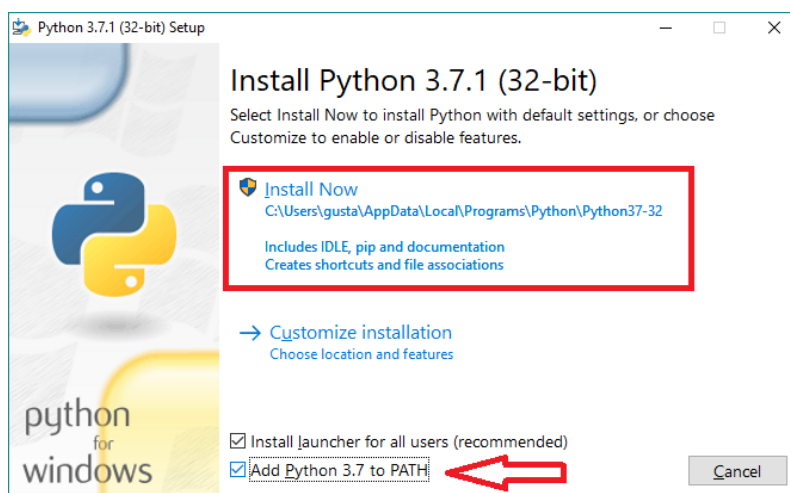 Python 3.7.1 (32-bit) Setup
Install Python 3.7.1 (32-bit)
Select Install Now to install Python with default settings, or choose
Customize to enable or disable features.
Install Now
C:\Users\gusta\AppData\Local\Programs\Python\Python37-32
Includes IDLE, pip and documentation
Creates shortcuts and file associations
Customize installation
Choose location and features
python
for
windows
Install launcher for all users (recommended)
Add Python 3.7 to PATH
Cancel